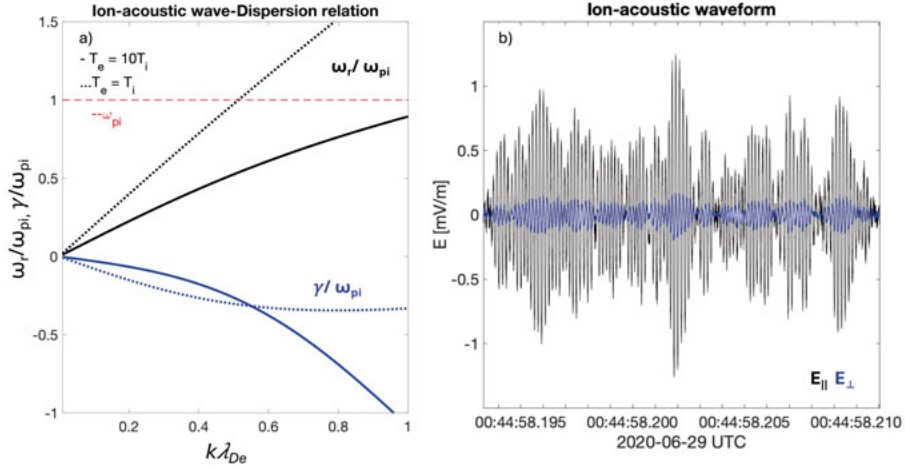 Ion-acoustic wave-Dispersion relation
a)
- T_e = 10T_i
...T_e = T_i
--ω_pi
ω_r/ω_pi
γ/ω_pi
ω_r/ω_pi, γ/ω_pi
1.5
1
0.5
0
-0.5
-1
0.2 0.4 0.6 0.8 1
kλ_De
Ion-acoustic waveform
b)
E [mV/m]
1
0.5
0
-0.5
-1
E_|| E_⊥
00:44:58.195 00:44:58.200 00:44:58.205 00:44:58.210
2020-06-29 UTC